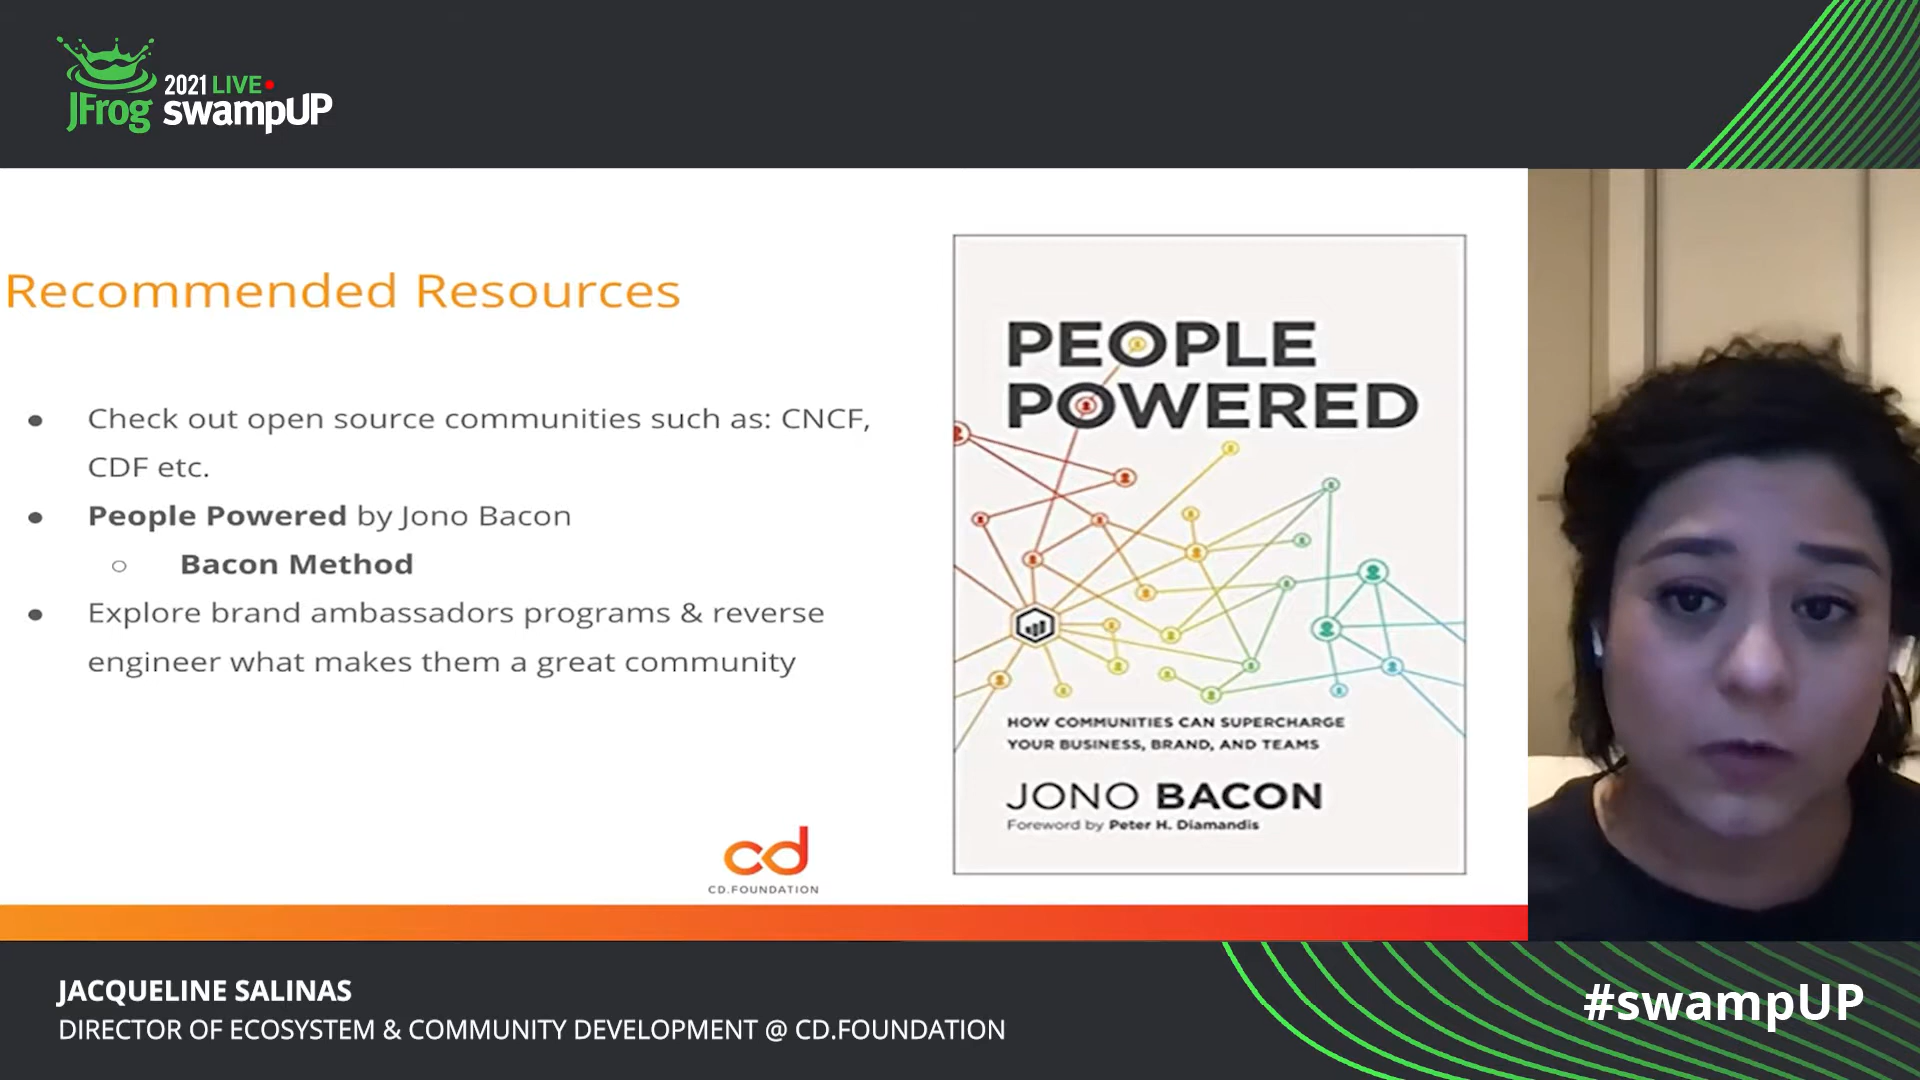 2021 LIVE
JFrog swampUP
Recommended Resources
● Check out open source communities such as: CNCF,
CDF etc.
● People Powered by Jono Bacon
○ Bacon Method
● Explore brand ambassadors programs & reverse
engineer what makes them a great community
cd
CD.FOUNDATION
PEOPLE
POWERED
HOW COMMUNITIES CAN SUPERCHARGE
YOUR BUSINESS, BRAND, AND TEAMS
JONO BACON
Foreword by Peter H. Diamandis
JACQUELINE SALINAS
DIRECTOR OF ECOSYSTEM & COMMUNITY DEVELOPMENT @ CD.FOUNDATION
#swampUP